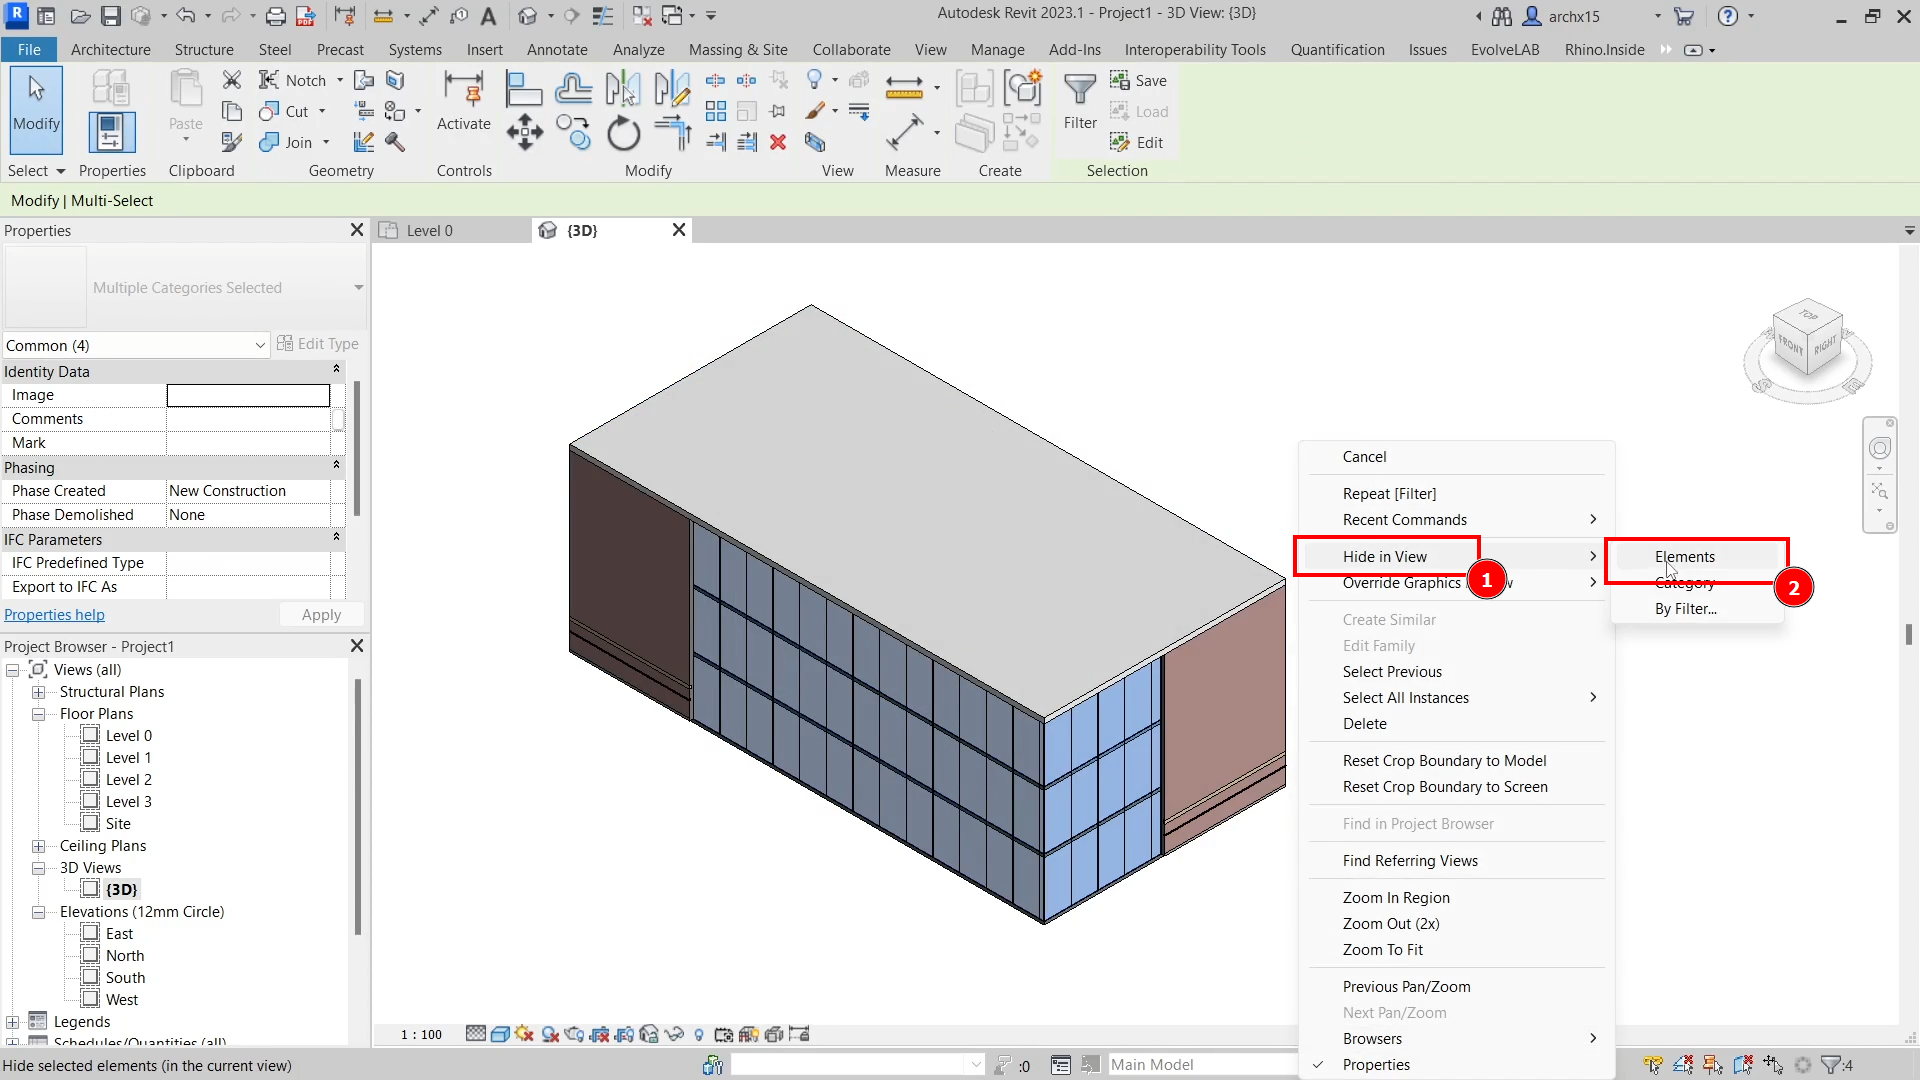 Autodesk Revit 2023.1 - Project1 - 3D View: {3D}
archx15
File Architecture Structure Steel Precast Systems Insert Annotate Analyze Massing & Site Collaborate View Manage Add-Ins Interoperability Tools Quantification Issues EvolveLAB Rhino.Inside
Notch
Save
Cut
Load
Modify
Paste
Activate
Filter
Join
Edit
Select Properties Clipboard Geometry Controls Modify View Measure Create Selection
Modify | Multi-Select
Properties
Level 0
{3D}
Multiple Categories Selected
Common (4)
Edit Type
Identity Data
Image
Comments
Mark
Phasing
Phase Created New Construction
Phase Demolished None
IFC Parameters
IFC Predefined Type
Export to IFC As
Properties help
Apply
Project Browser - Project1
Views (all)
Structural Plans
Floor Plans
Level 0
Level 1
Level 2
Level 3
Site
Ceiling Plans
3D Views
{3D}
Elevations (12mm Circle)
East
North
South
West
Legends
Schedules/Quantities (all)
TOP
FRONT
RIGHT
S
E
Cancel
Repeat [Filter]
Recent Commands
Hide in View
1
Override Graphics
Create Similar
Edit Family
Select Previous
Select All Instances
Delete
Reset Crop Boundary to Model
Reset Crop Boundary to Screen
Find in Project Browser
Find Referring Views
Zoom In Region
Zoom Out (2x)
Zoom To Fit
Previous Pan/Zoom
Next Pan/Zoom
Browsers
Properties
Elements
Category
2
By Filter...
1 : 100
Hide selected elements (in the current view)
:0
Main Model
:4